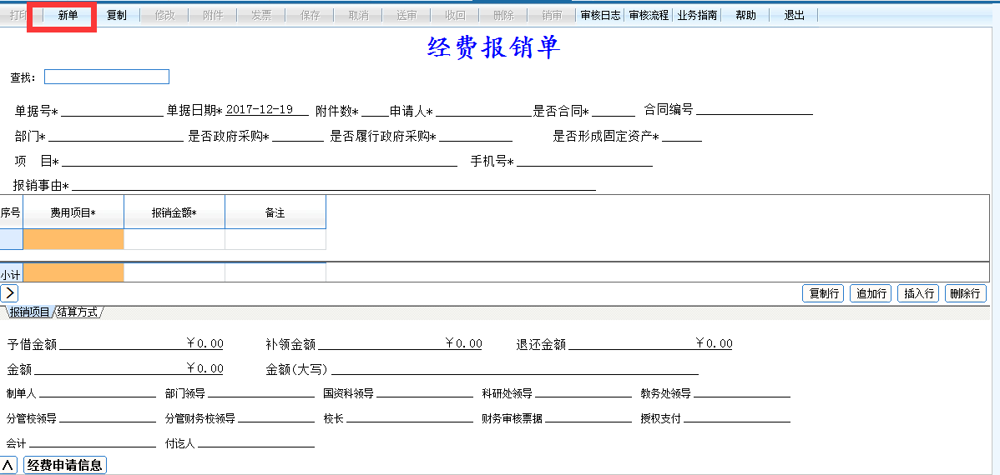 打印 新单 复制 修改 附件 发票 保存 取消 送审 收回 删除 销审 审核日志 审核流程 业务指南 帮助 退出
经费报销单
查找:
单据号* 单据日期* 2017-12-19 附件数* 申请人* 是否合同* 合同编号
部门* 是否政府采购* 是否履行政府采购* 是否形成固定资产*
项 目* 手机号*
报销事由*
序号 费用项目* 报销金额* 备注
小计
> 复制行 追加行 插入行 删除行
报销项目 结算方式
予借金额 ￥0.00 补领金额 ￥0.00 退还金额 ￥0.00
金额 ￥0.00 金额(大写)
制单人 部门领导 国资科领导 科研处领导 教务处领导
分管校领导 分管财务校领导 校长 财务审核票据 授权支付
会计 付讫人
∧ 经费申请信息